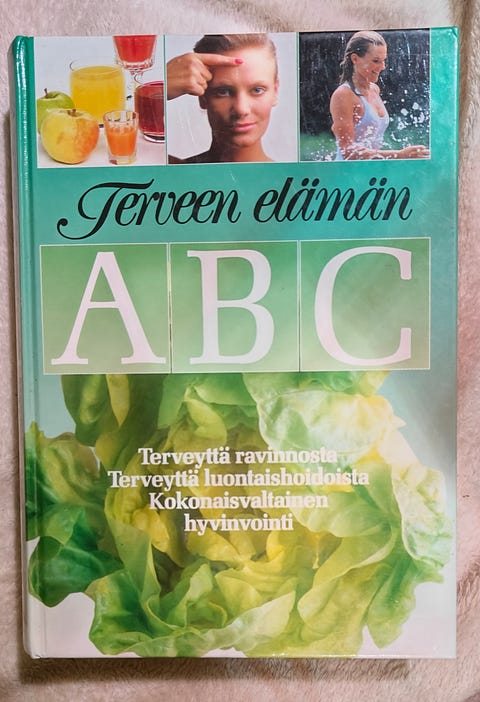 Terveen elämän
A B C
Terveyttä ravinnosta
Terveyttä luontaishoidoista
Kokonaisvaltainen
hyvinvointi